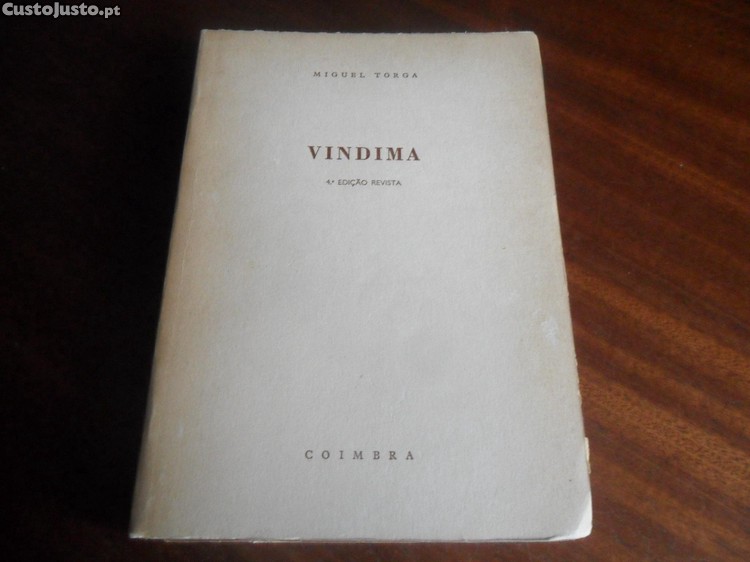 CustoJusto.pt
MIGUEL TORGA
VINDIMA
4.ª EDIÇÃO REVISTA
COIMBRA